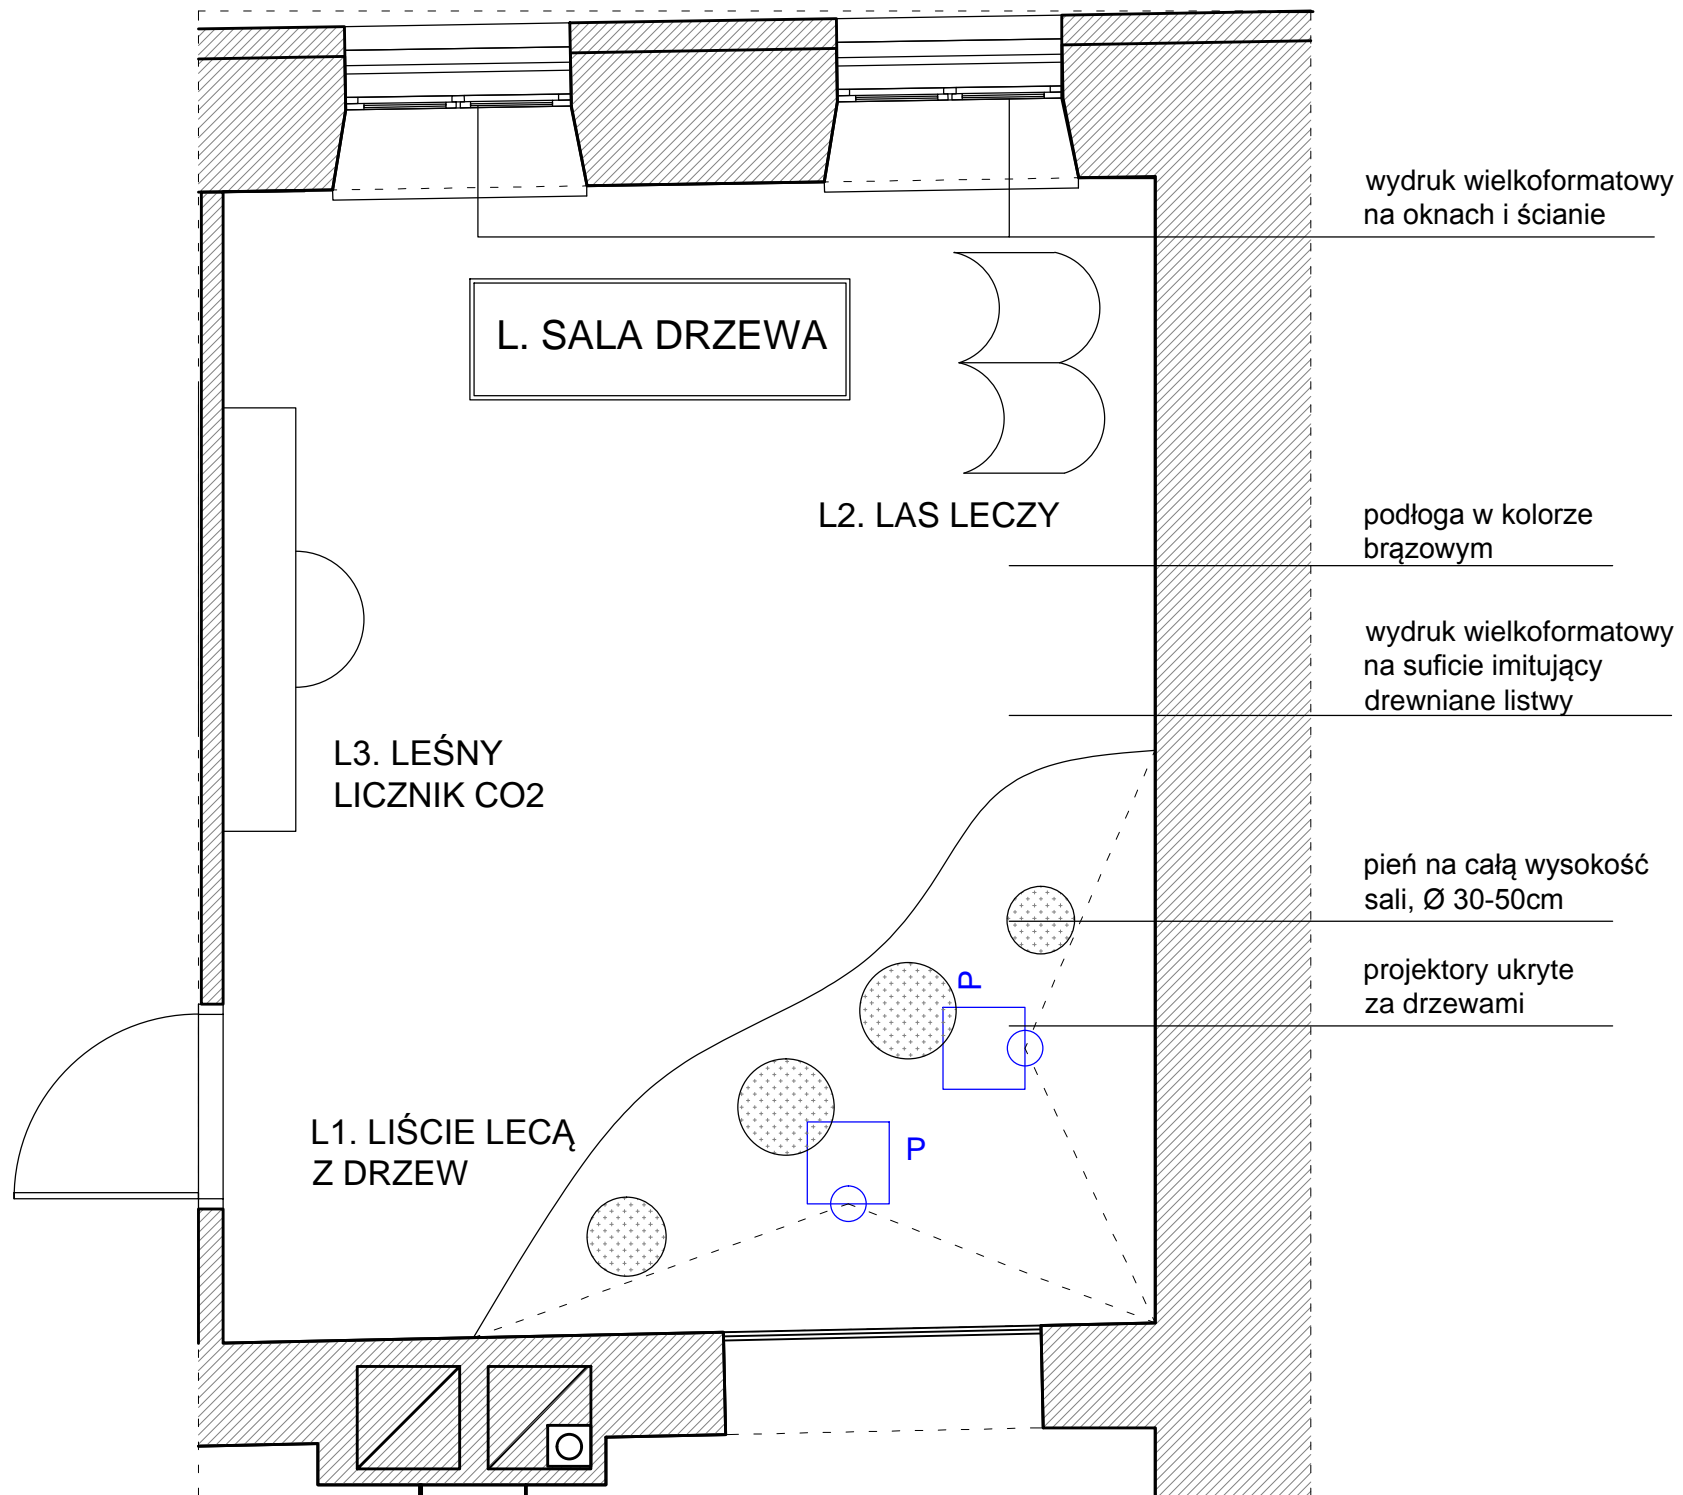 wydruk wielkoformatowy
na oknach i ścianie
L. SALA DRZEWA
L2. LAS LECZY
podłoga w kolorze
brązowym
wydruk wielkoformatowy
na suficie imitujący
drewniane listwy
L3. LEŚNY
LICZNIK CO2
pień na całą wysokość
sali, Ø 30-50cm
P
projektory ukryte
za drzewami
L1. LIŚCIE LECĄ
Z DRZEW
P